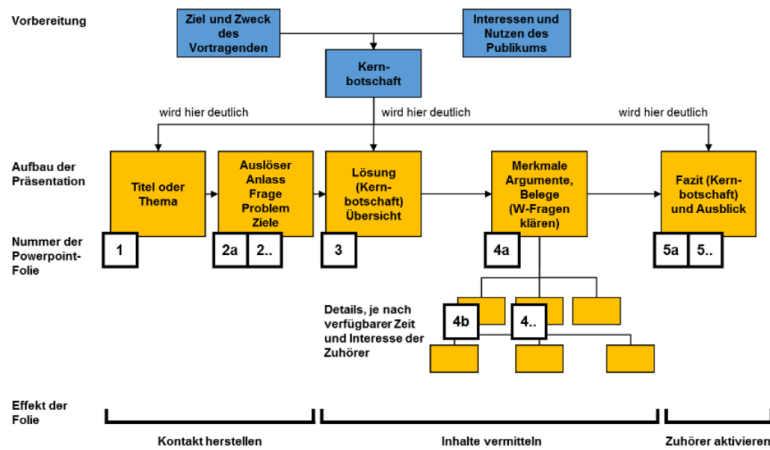 Vorbereitung
Ziel und Zweck
des
Vortragenden
Interessen und
Nutzen des
Publikums
Kern-
botschaft
wird hier deutlich
wird hier deutlich
wird hier deutlich
Aufbau der
Präsentation
Titel oder
Thema
Auslöser
Anlass
Frage
Problem
Ziele
Lösung
(Kern-
botschaft)
Übersicht
Merkmale
Argumente,
Belege
(W-Fragen
klären)
Fazit (Kern-
botschaft)
und Ausblick
Nummer der
Powerpoint-
Folie
1
2a
2..
3
4a
5a
5..
Details, je nach
verfügbarer Zeit
und Interesse der
Zuhörer
4b
4..
Effekt der
Folie
Kontakt herstellen
Inhalte vermitteln
Zuhörer aktivieren